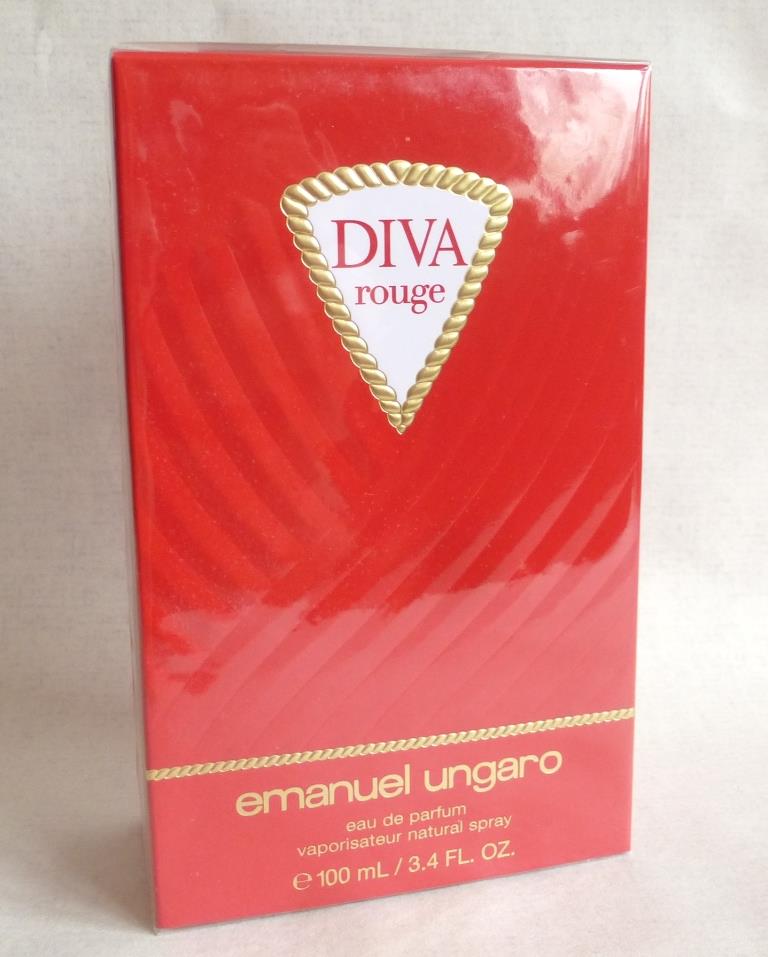 DIVA
rouge
emanuel ungaro
eau de parfum
vaporisateur natural spray
℮ 100 mL / 3.4 FL. OZ.